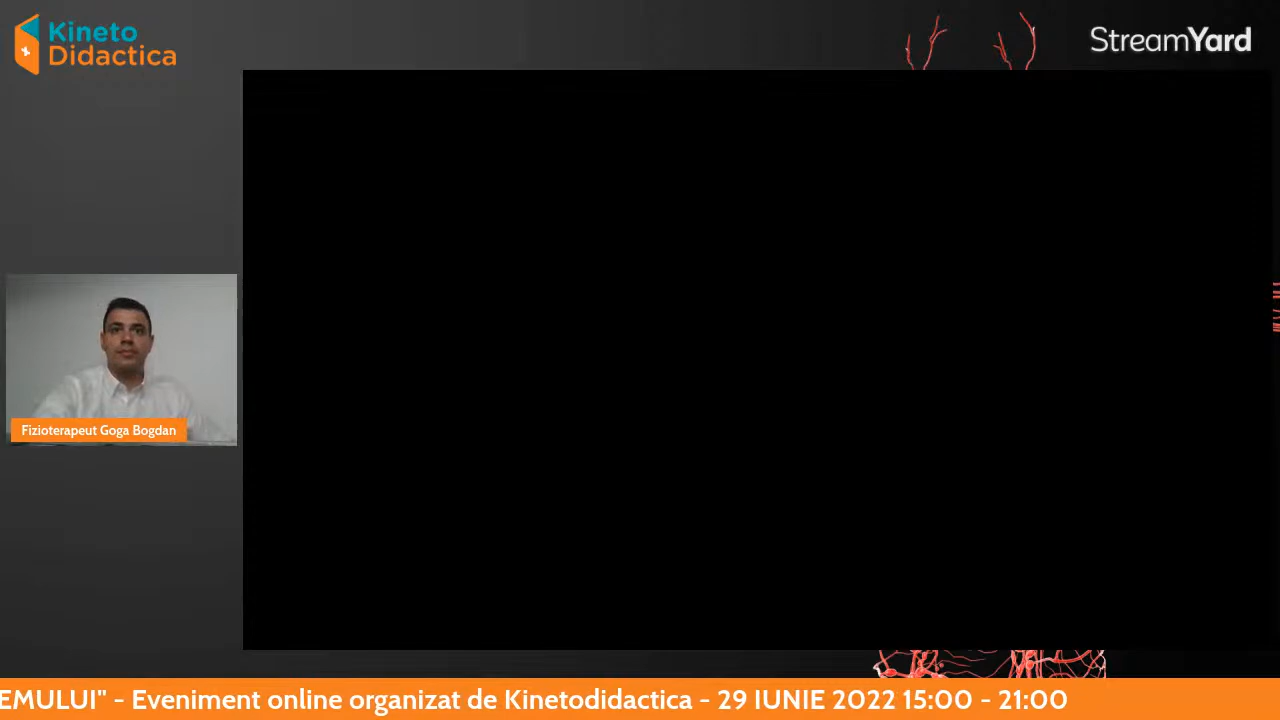 Kineto
Didactica
StreamYard
Fizioterapeut Goga Bogdan
EMULUI" - Eveniment online organizat de Kinetodidactica - 29 IUNIE 2022 15:00 - 21:00